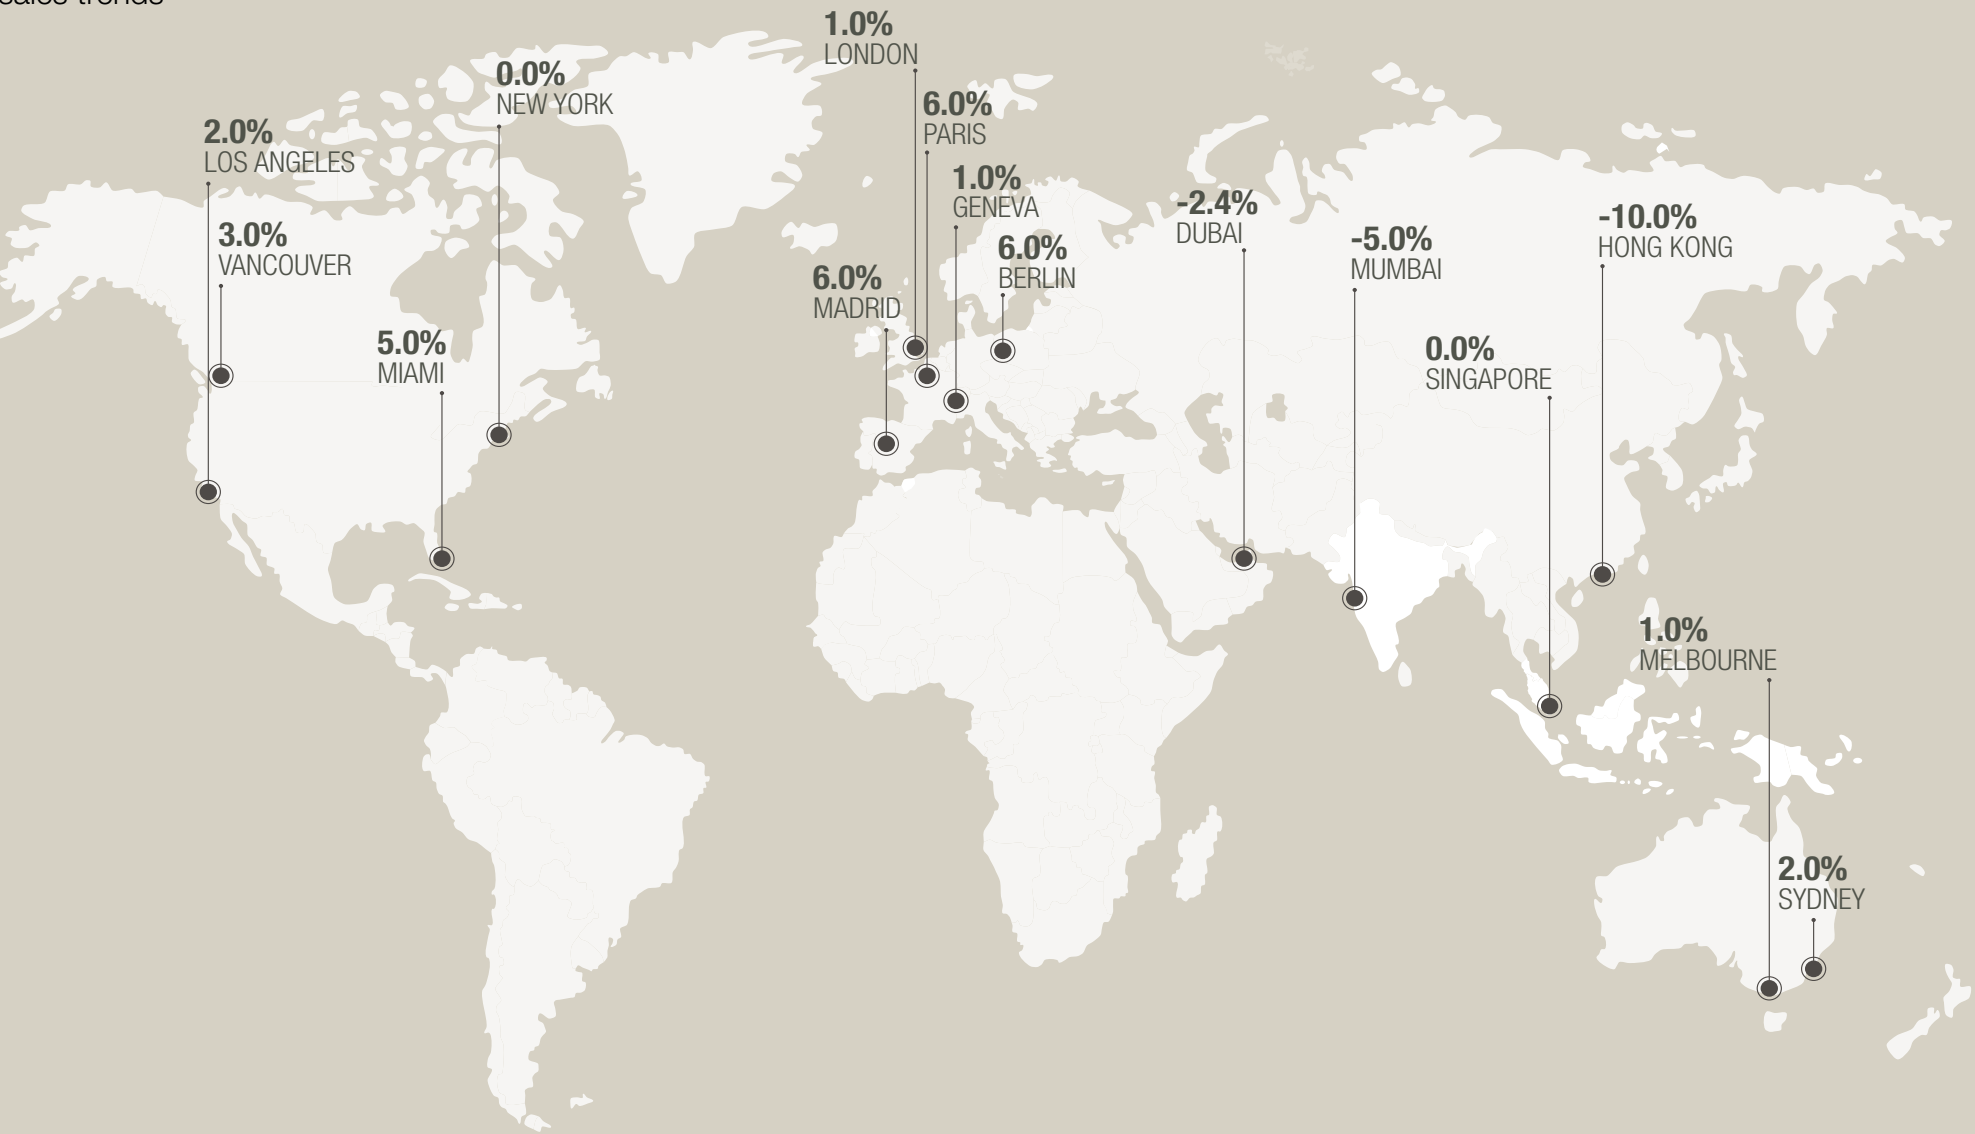 sales trends
1.0%
LONDON
0.0%
NEW YORK
6.0%
PARIS
2.0%
LOS ANGELES
1.0%
GENEVA
-2.4%
DUBAI
-10.0%
HONG KONG
3.0%
VANCOUVER
-5.0%
MUMBAI
6.0%
BERLIN
6.0%
MADRID
5.0%
MIAMI
0.0%
SINGAPORE
1.0%
MELBOURNE
2.0%
SYDNEY